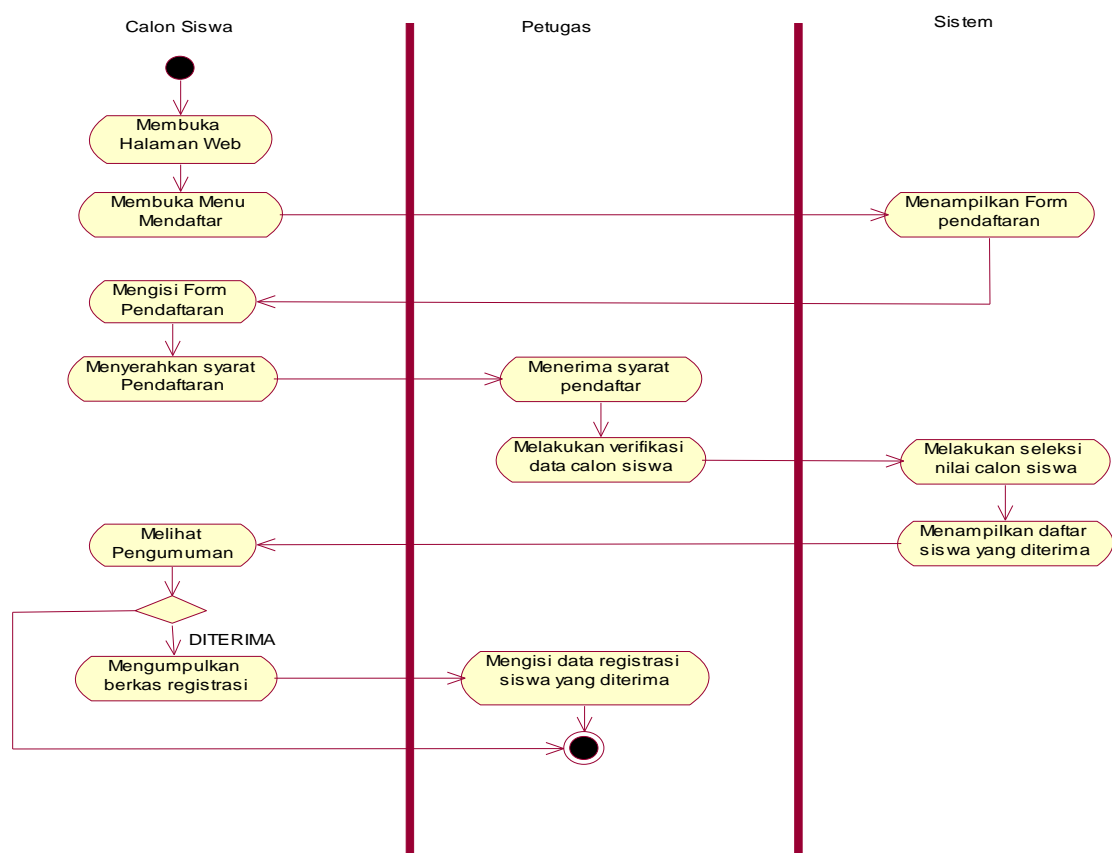 Calon Siswa
Petugas
Sistem
Membuka
Halaman Web
Membuka Menu
Mendaftar
Menampilkan Form
pendaftaran
Mengisi Form
Pendaftaran
Menyerahkan syarat
Pendaftaran
Menerima syarat
pendaftar
Melakukan verifikasi
data calon siswa
Melakukan seleksi
nilai calon siswa
Menampilkan daftar
siswa yang diterima
Melihat
Pengumuman
DITERIMA
Mengumpulkan
berkas registrasi
Mengisi data registrasi
siswa yang diterima